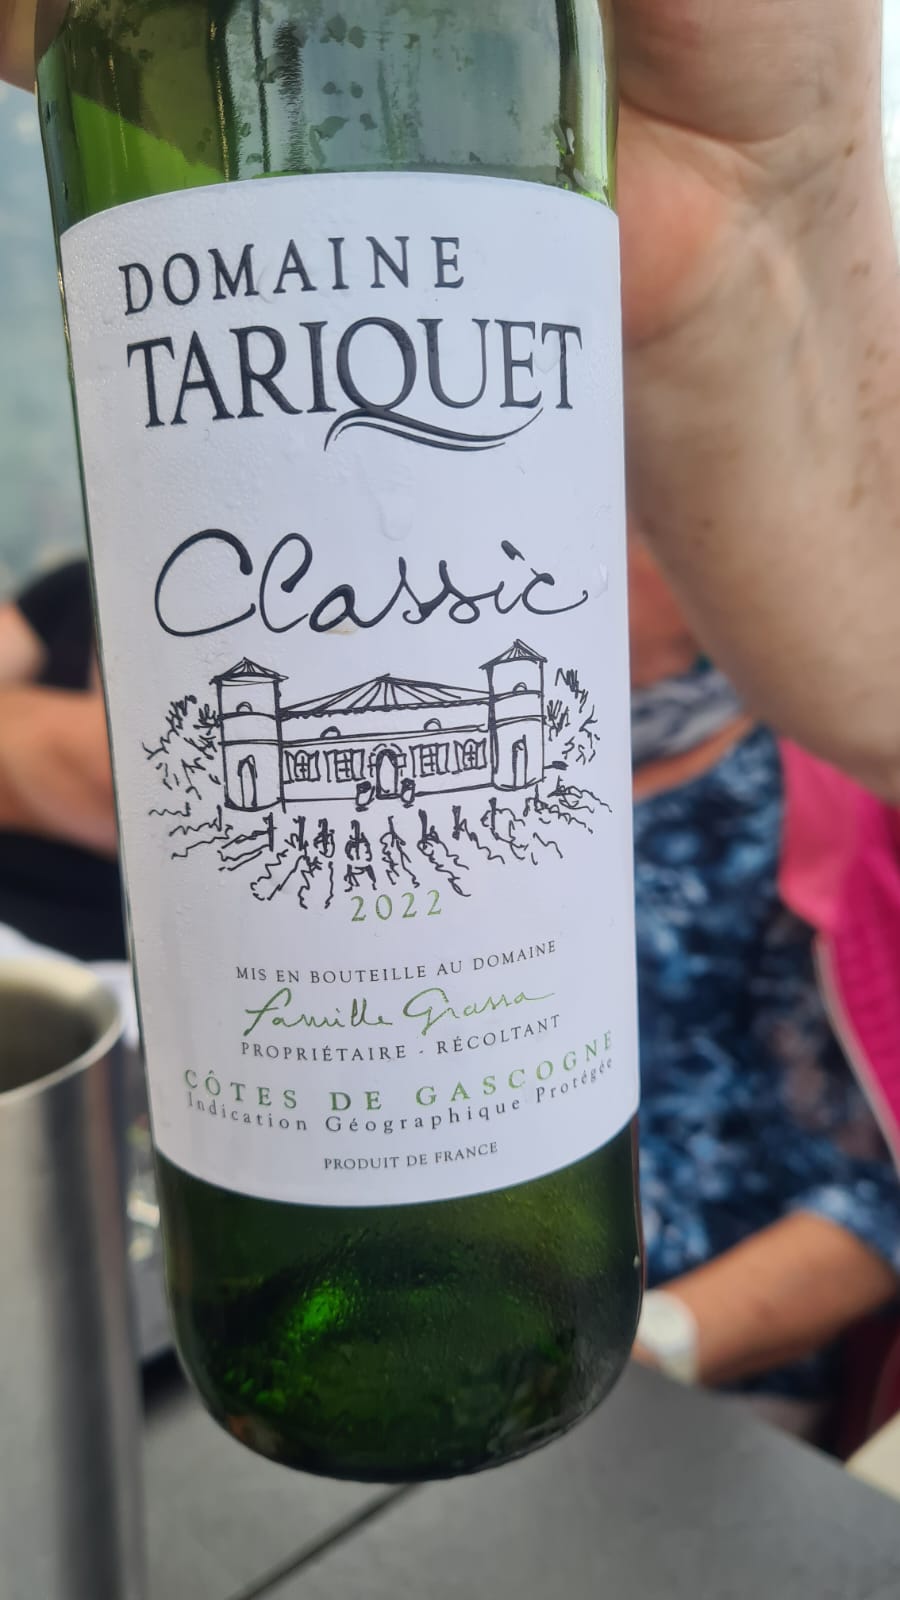 DOMAINE
TARIQUET
Classic
2022
MIS EN BOUTEILLE AU DOMAINE
famille Grassa
PROPRIÉTAIRE - RÉCOLTANT
CÔTES DE GASCOGNE
Indication Géographique Protégée
PRODUIT DE FRANCE